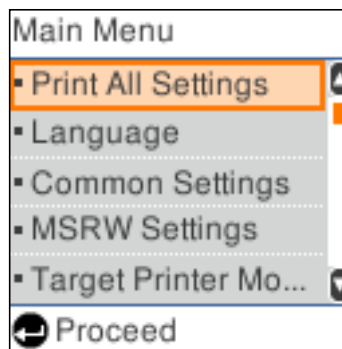 Main Menu
Print All Settings
Language
Common Settings
MSRW Settings
Target Printer Mo...
Proceed